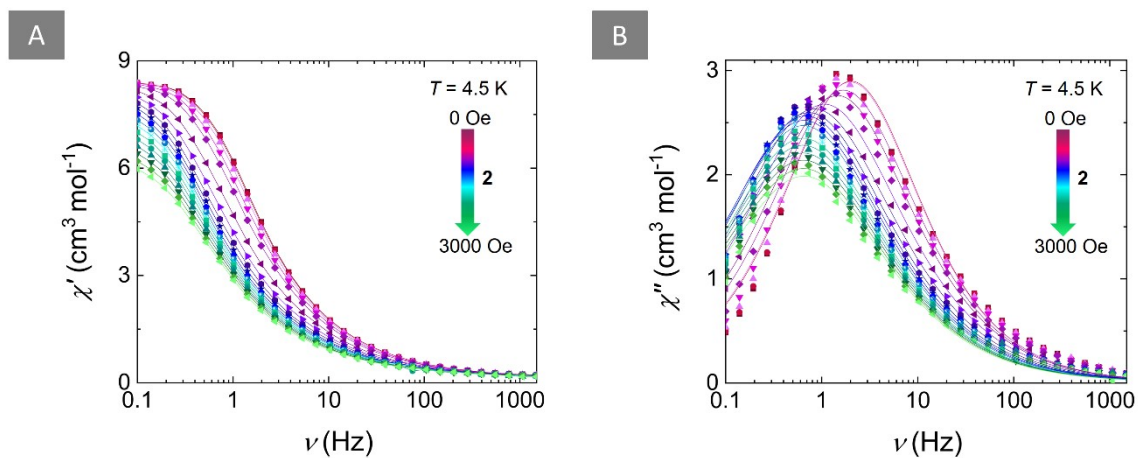 A
9
6
3
0
0.1
1
10
100
1000
χ′ (cm³ mol⁻¹)
ν (Hz)
T = 4.5 K
0 Oe
2
3000 Oe
B
3
2
1
0
0.1
1
10
100
1000
χ″ (cm³ mol⁻¹)
ν (Hz)
T = 4.5 K
0 Oe
2
3000 Oe